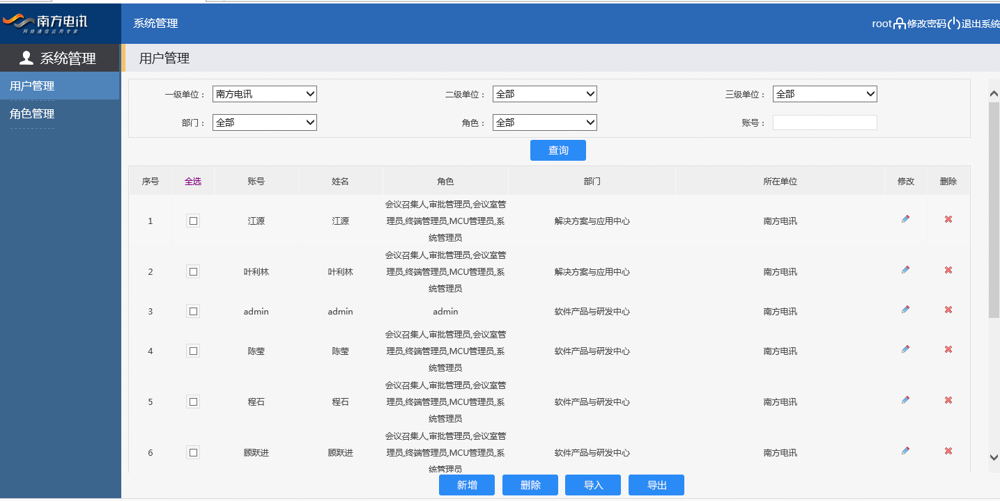 南方电讯
网络通信应用专家
系统管理
root 修改密码 退出系统
系统管理
用户管理
用户管理
角色管理
一级单位： 南方电讯 二级单位： 全部 三级单位： 全部
部门： 全部 角色： 全部 账号：
查询
序号 全选 账号 姓名 角色 部门 所在单位 修改 删除
会议召集人,审批管理员,会议室管
1 江源 江源 理员,终端管理员,MCU管理员,系 解决方案与应用中心 南方电讯
统管理员
会议召集人,审批管理员,会议室管
2 叶利林 叶利林 理员,终端管理员,MCU管理员,系 解决方案与应用中心 南方电讯
统管理员
3 admin admin admin 软件产品与研发中心 南方电讯
会议召集人,审批管理员,会议室管
4 陈莹 陈莹 理员,终端管理员,MCU管理员,系 软件产品与研发中心 南方电讯
统管理员
会议召集人,审批管理员,会议室管
5 程石 程石 理员,终端管理员,MCU管理员,系 软件产品与研发中心 南方电讯
统管理员
会议召集人,审批管理员,会议室管
6 顾跃进 顾跃进 理员,终端管理员,MCU管理员,系 软件产品与研发中心 南方电讯
统管理员
新增 删除 导入 导出